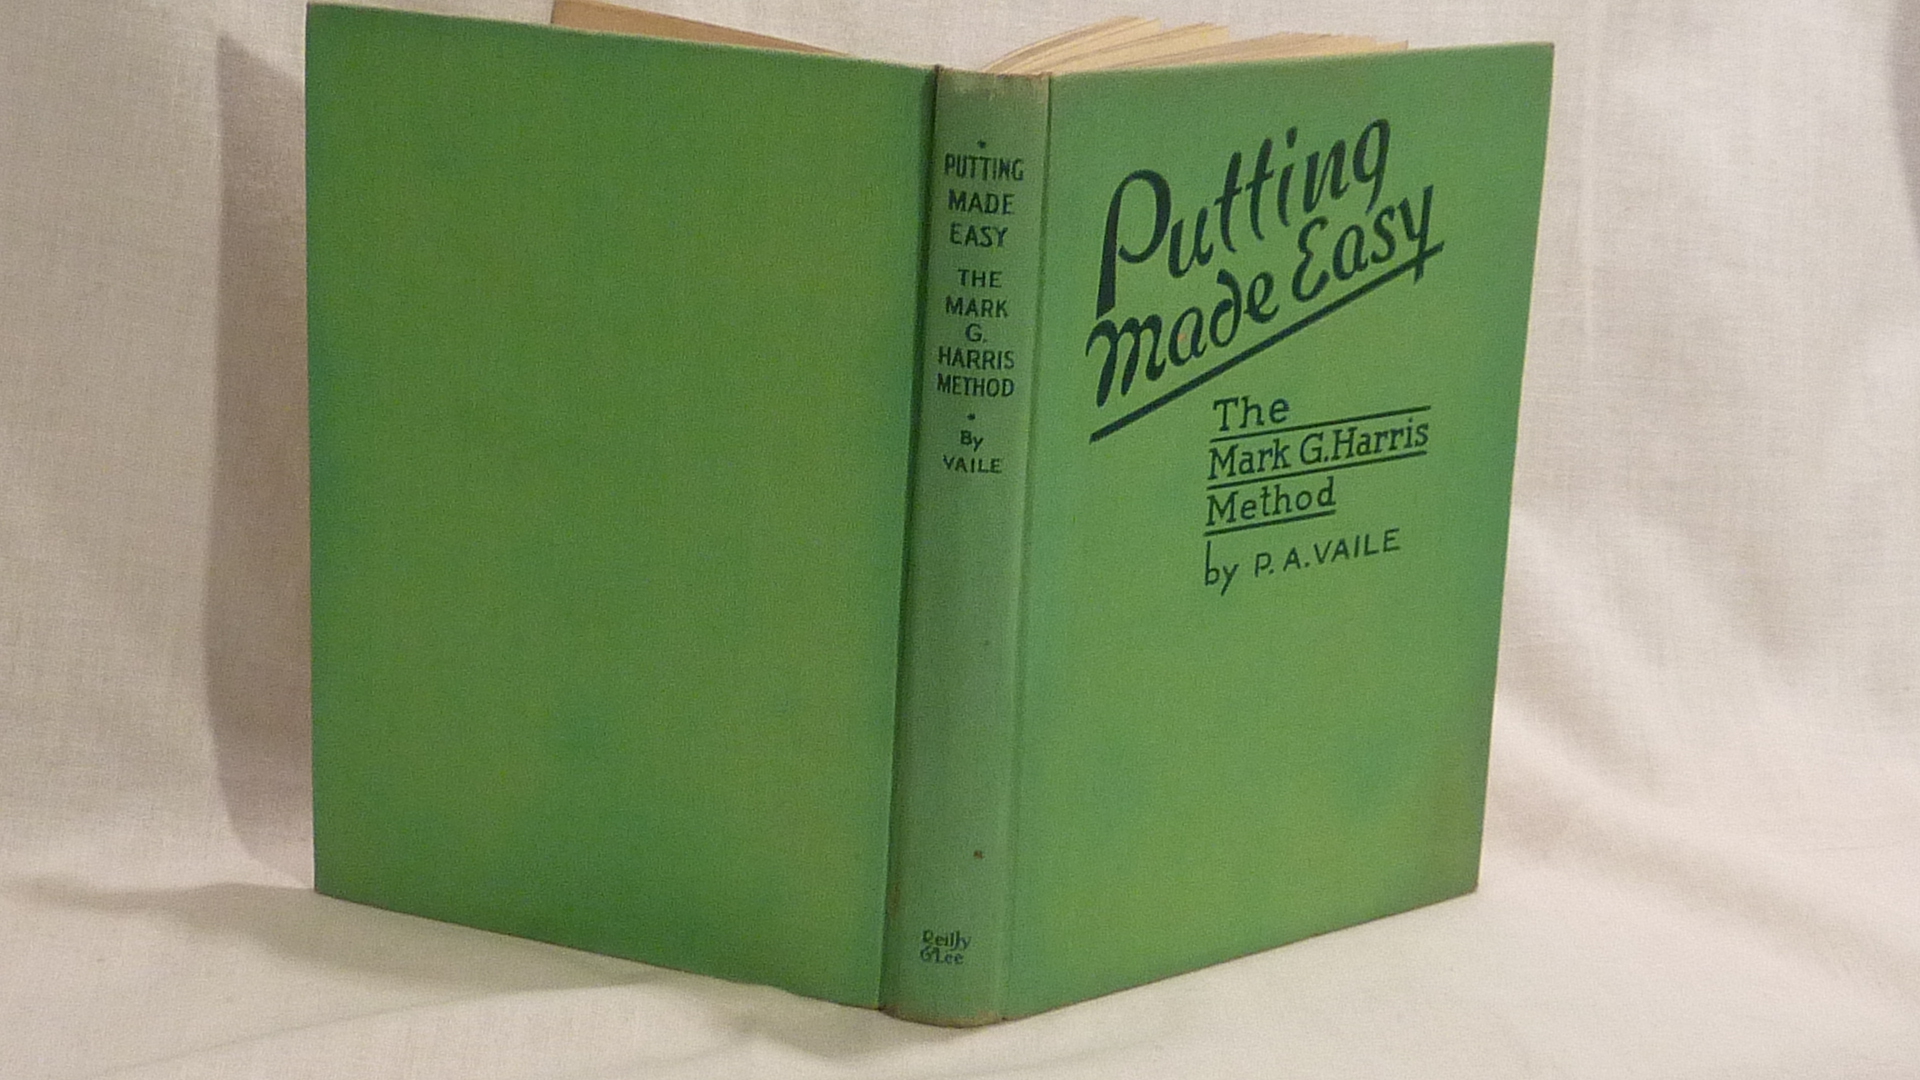 PUTTING
MADE
EASY
THE
MARK
G.
HARRIS
METHOD
By
VAILE
Reilly
& Lee
Putting
Made Easy
The
Mark G. Harris
Method
by P. A. VAILE